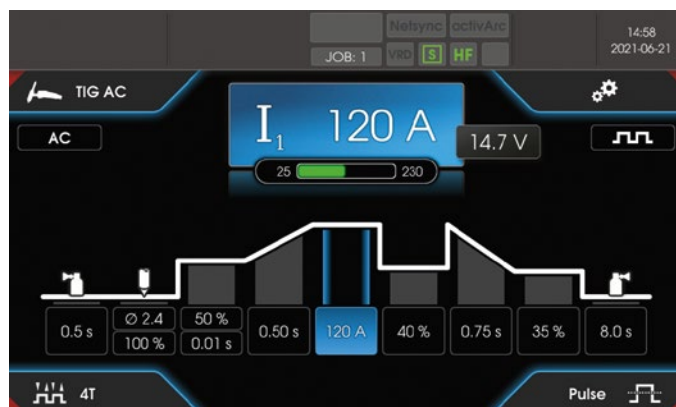 Netsync activArc
14:58
JOB: 1 VRD S HF
2021-06-21
TIG AC
I1 120 A
AC
14.7 V
25 230
0.5 s
Ø 2.4
100 %
50 %
0.01 s
0.50 s
120 A
40 %
0.75 s
35 %
8.0 s
4T
Pulse